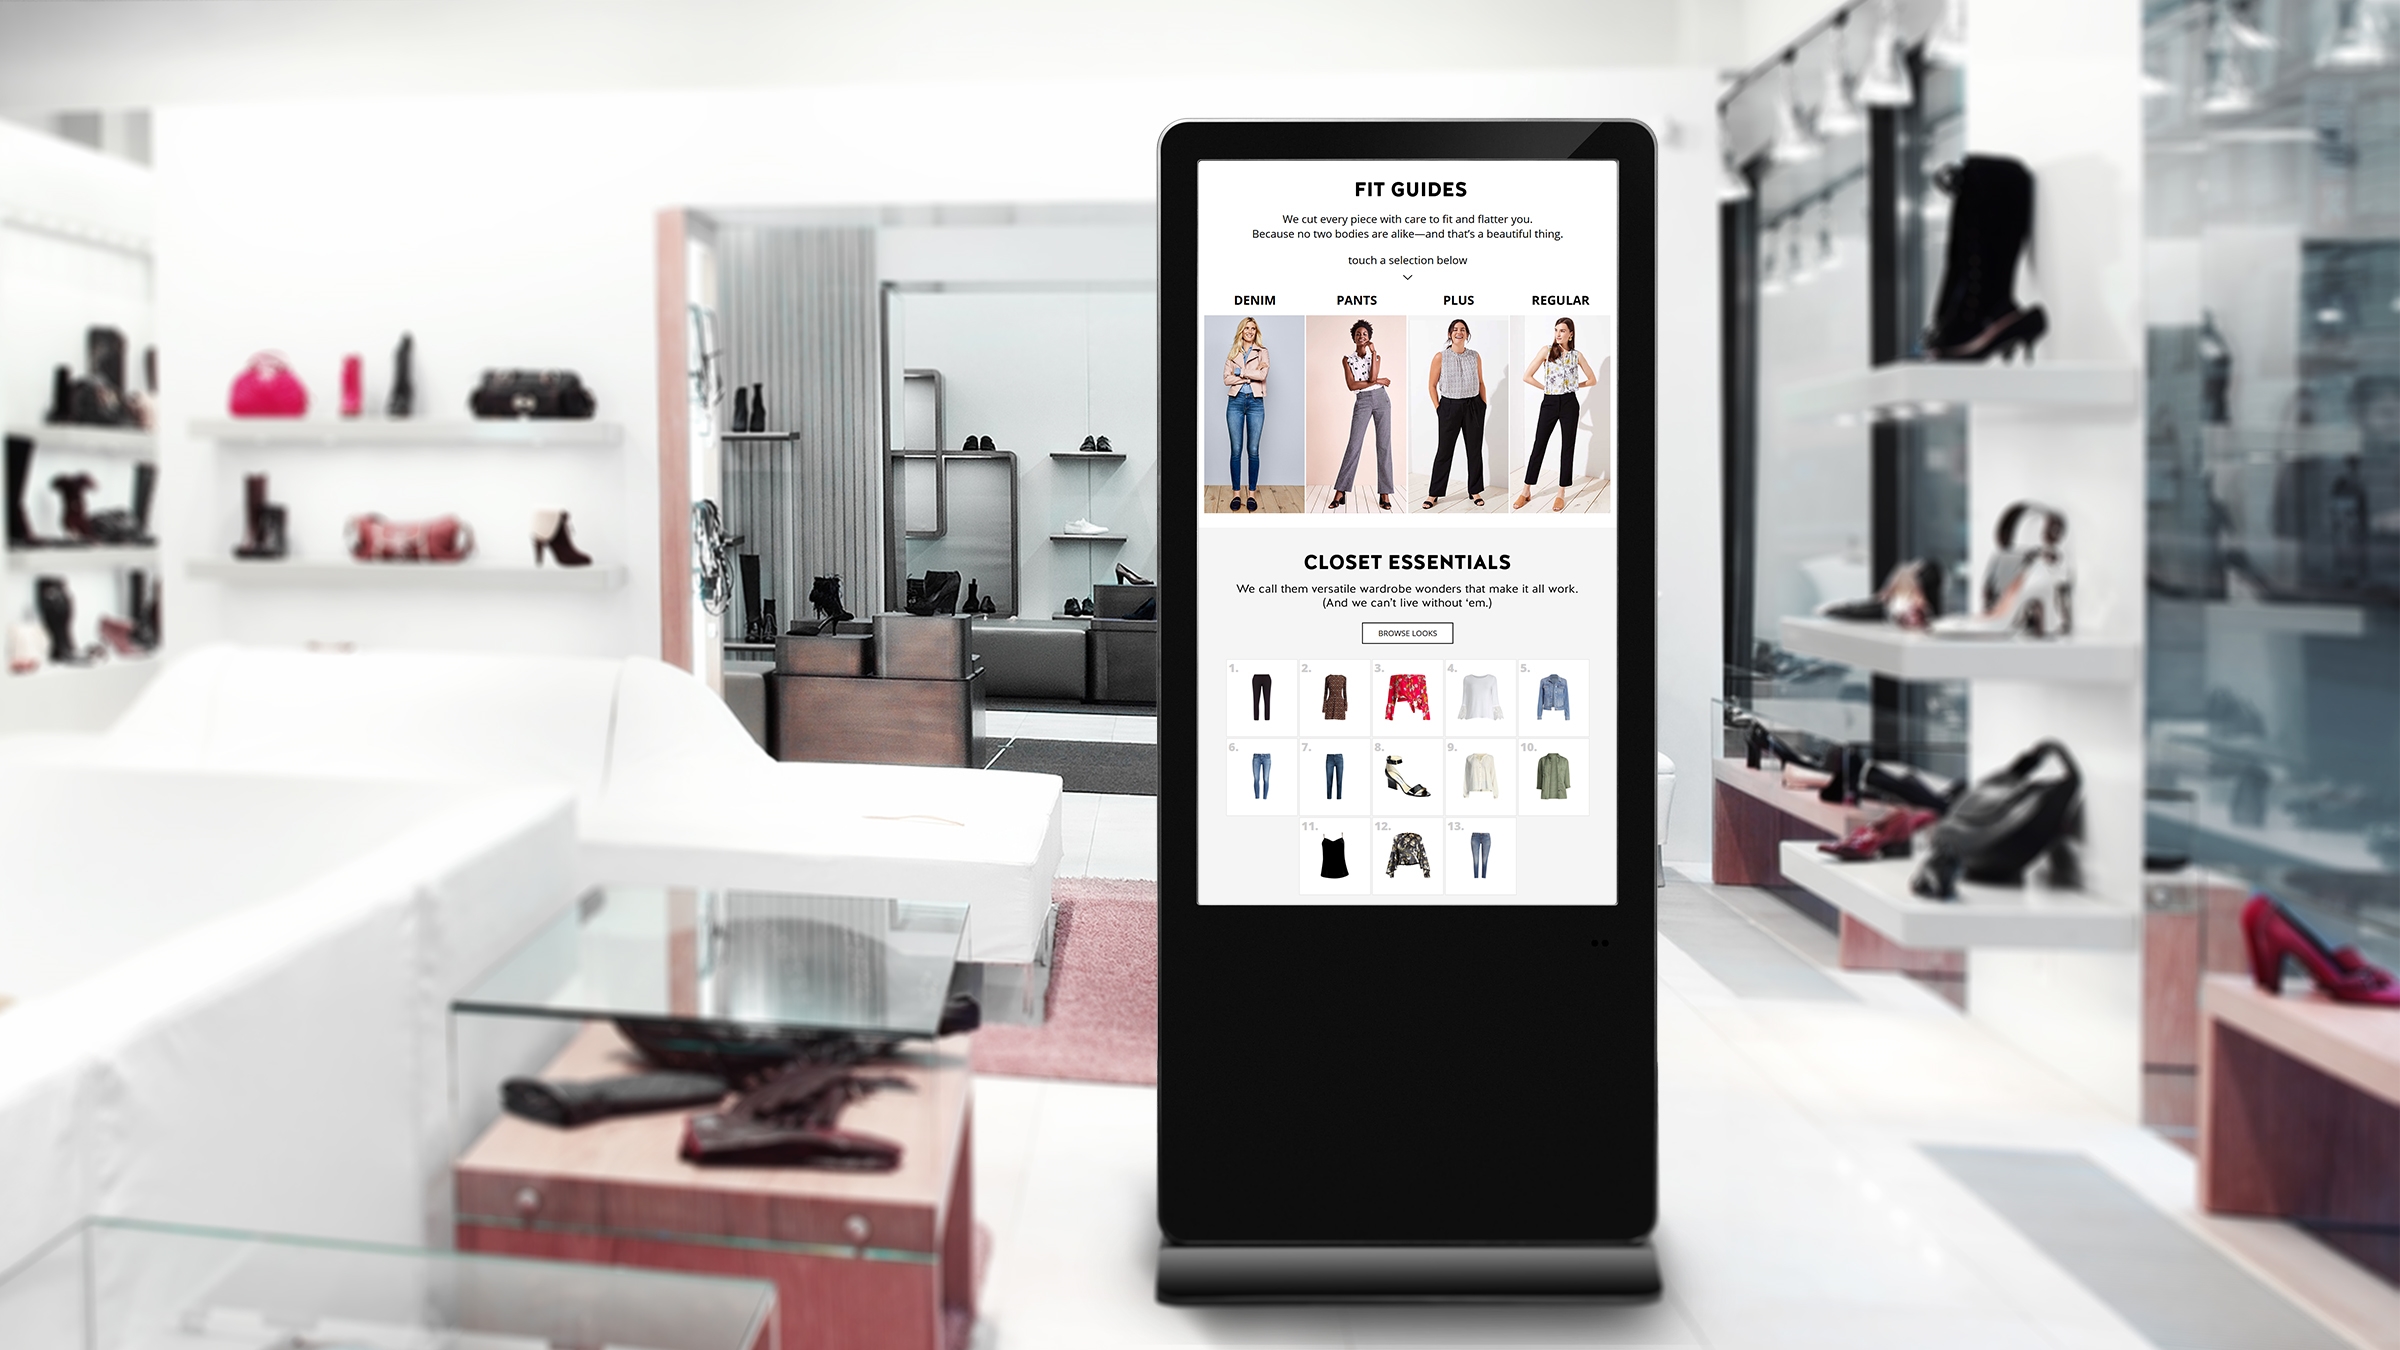 FIT GUIDES
We cut every piece with care to fit and flatter you.
Because no two bodies are alike—and that's a beautiful thing.
touch a selection below
DENIM PANTS PLUS REGULAR
CLOSET ESSENTIALS
We call them versatile wardrobe wonders that make it all work.
(And we can't live without ‘em.)
BROWSE LOOKS
1. 2. 3. 4. 5.
6. 7. 8. 9. 10.
11. 12. 13.